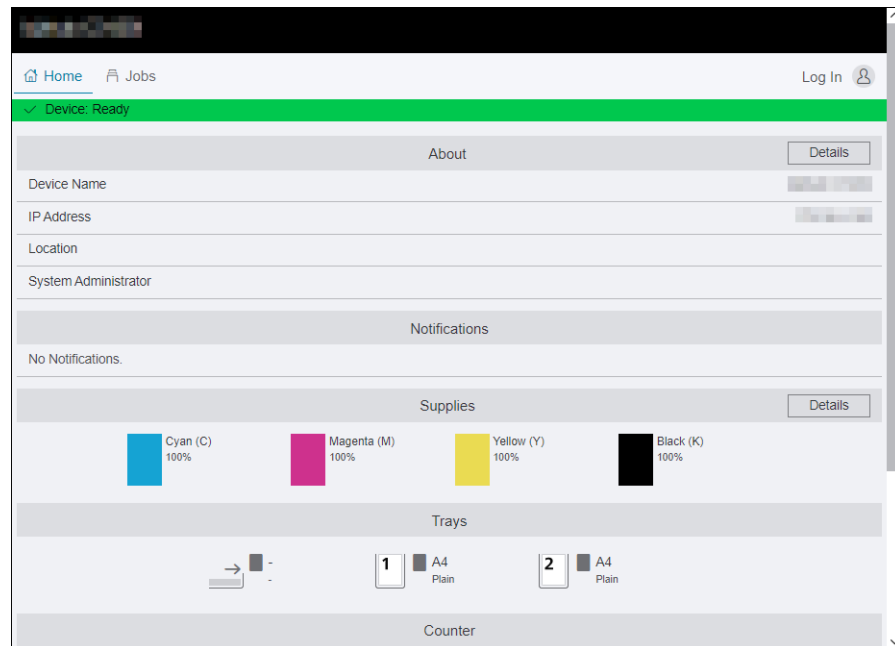 Home Jobs Log In
Device: Ready
About Details
Device Name
IP Address
Location
System Administrator
Notifications
No Notifications.
Supplies Details
Cyan (C) Magenta (M) Yellow (Y) Black (K)
100% 100% 100% 100%
Trays
- 1 A4 2 A4
- Plain Plain
Counter